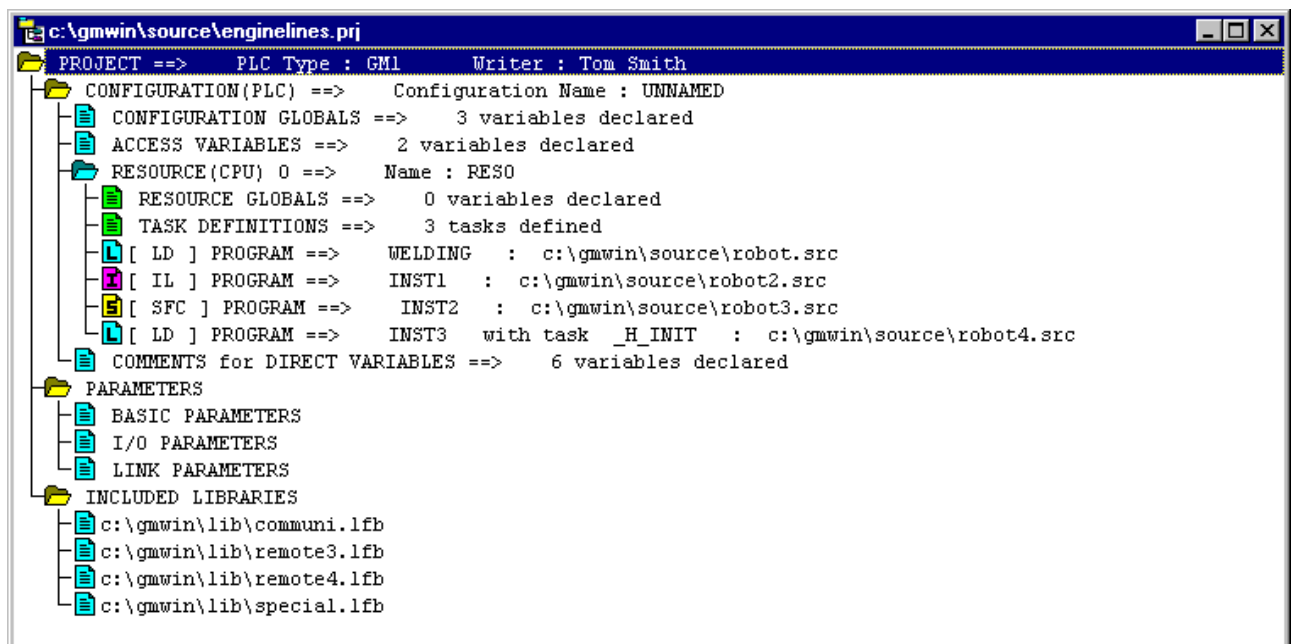 c:\gmwin\source\enginelines.prj
PROJECT ==> PLC Type : GM1 Writer : Tom Smith
CONFIGURATION(PLC) ==> Configuration Name : UNNAMED
CONFIGURATION GLOBALS ==> 3 variables declared
ACCESS VARIABLES ==> 2 variables declared
RESOURCE(CPU) 0 ==> Name : RES0
RESOURCE GLOBALS ==> 0 variables declared
TASK DEFINITIONS ==> 3 tasks defined
L [ LD ] PROGRAM ==> WELDING : c:\gmwin\source\robot.src
I [ IL ] PROGRAM ==> INST1 : c:\gmwin\source\robot2.src
S [ SFC ] PROGRAM ==> INST2 : c:\gmwin\source\robot3.src
L [ LD ] PROGRAM ==> INST3 with task _H_INIT : c:\gmwin\source\robot4.src
COMMENTS for DIRECT VARIABLES ==> 6 variables declared
PARAMETERS
BASIC PARAMETERS
I/O PARAMETERS
LINK PARAMETERS
INCLUDED LIBRARIES
c:\gmwin\lib\communi.lfb
c:\gmwin\lib\remote3.lfb
c:\gmwin\lib\remote4.lfb
c:\gmwin\lib\special.lfb